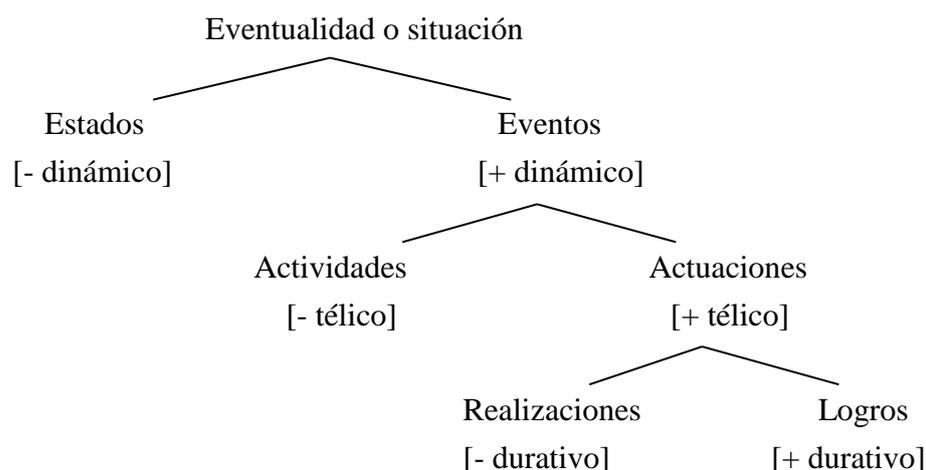 Eventualidad o situación
Estados Eventos
[- dinámico] [+ dinámico]
Actividades Actuaciones
[- télico] [+ télico]
Realizaciones Logros
[- durativo] [+ durativo]